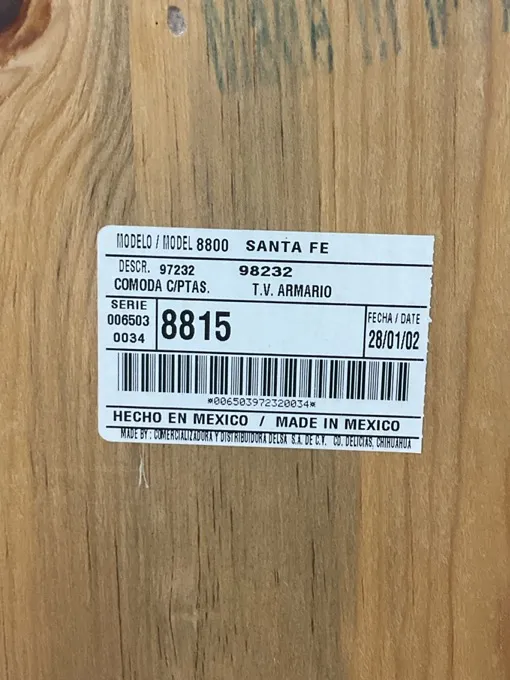 MODELO / MODEL 8800 SANTA FE
DESCR. 97232 98232
COMODA C/PTAS. T.V. ARMARIO
SERIE
006503
0034
8815
FECHA / DATE
28/01/02
*006503972320034*
HECHO EN MEXICO / MADE IN MEXICO
MADE BY : COMERCIALIZADORA Y DISTRIBUIDORA DELSA S.A. DE C.V. CD. DELICIAS, CHIHUAHUA